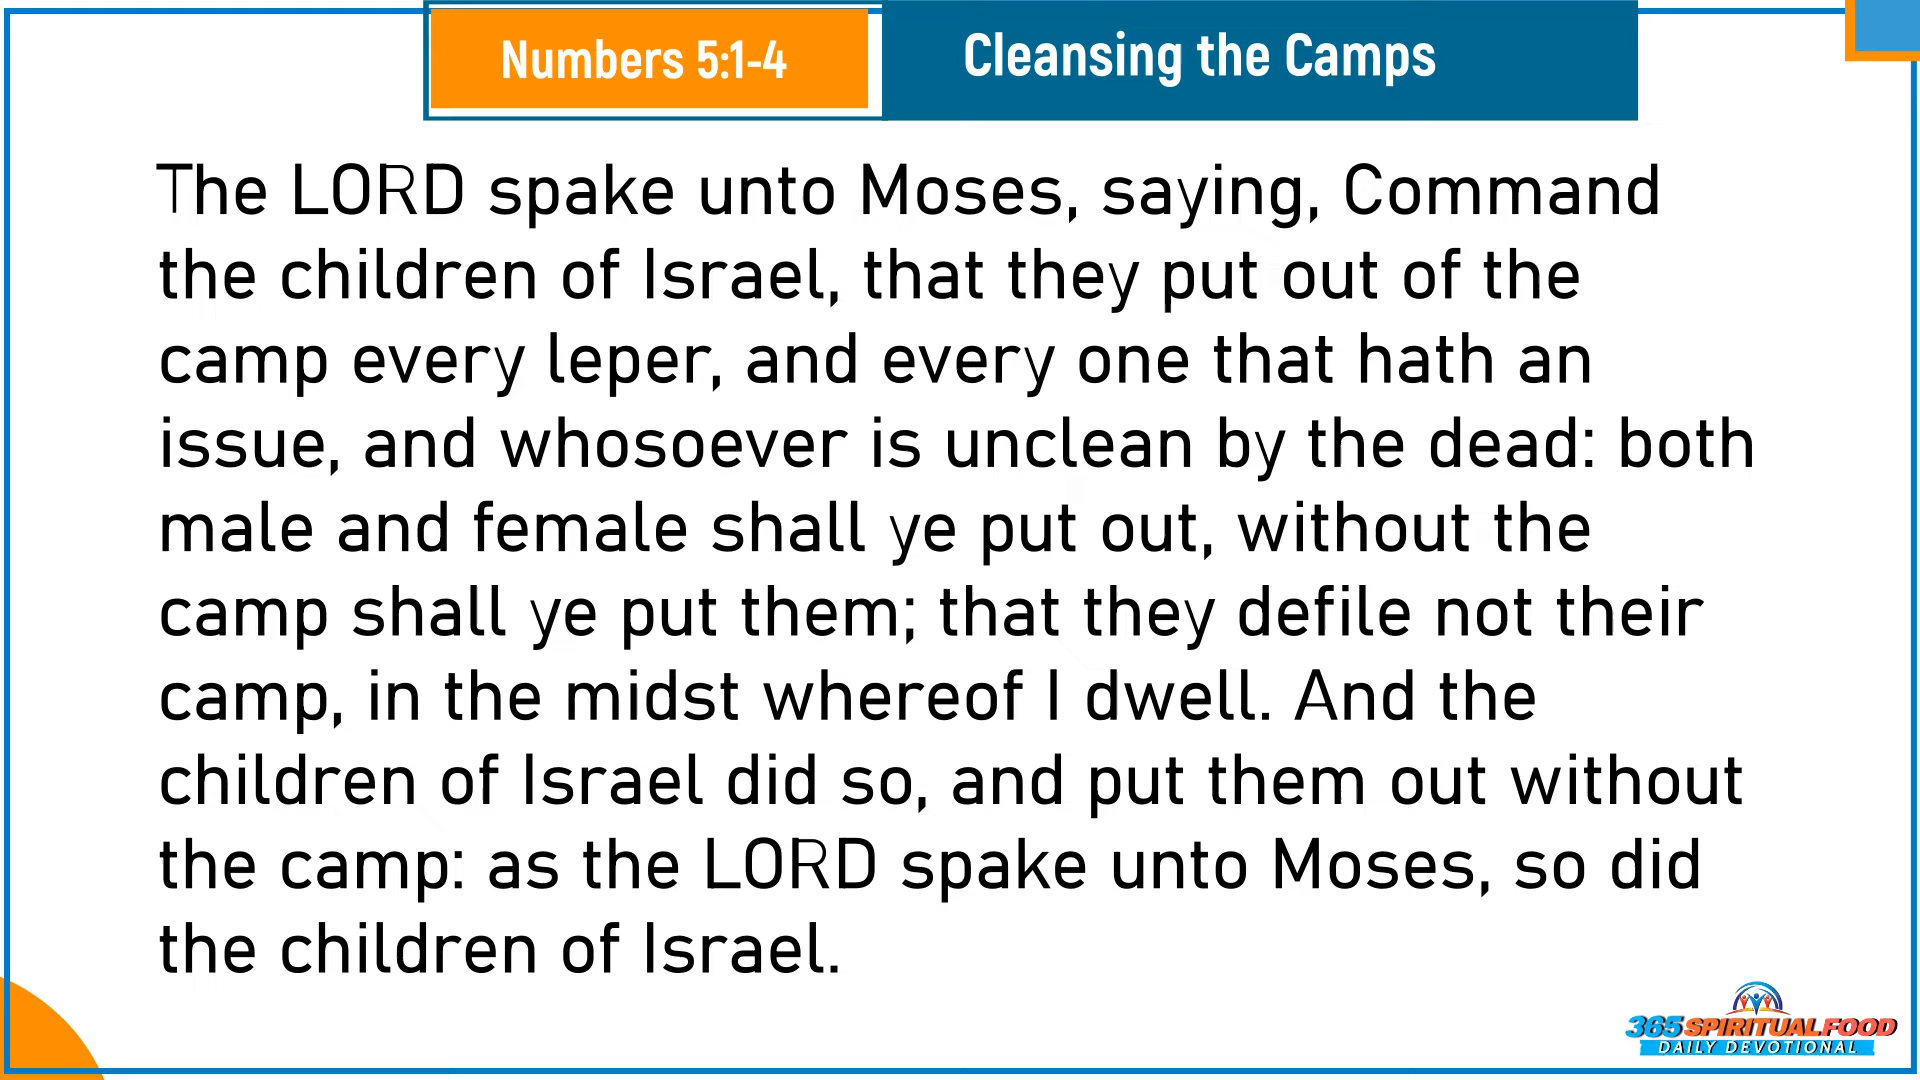 Numbers 5:1-4
Cleansing the Camps
The LORD spake unto Moses, saying, Command
the children of Israel, that they put out of the
camp every leper, and every one that hath an
issue, and whosoever is unclean by the dead: both
male and female shall ye put out, without the
camp shall ye put them; that they defile not their
camp, in the midst whereof I dwell. And the
children of Israel did so, and put them out without
the camp: as the LORD spake unto Moses, so did
the children of Israel.
365 SPIRITUAL FOOD
DAILY DEVOTIONAL